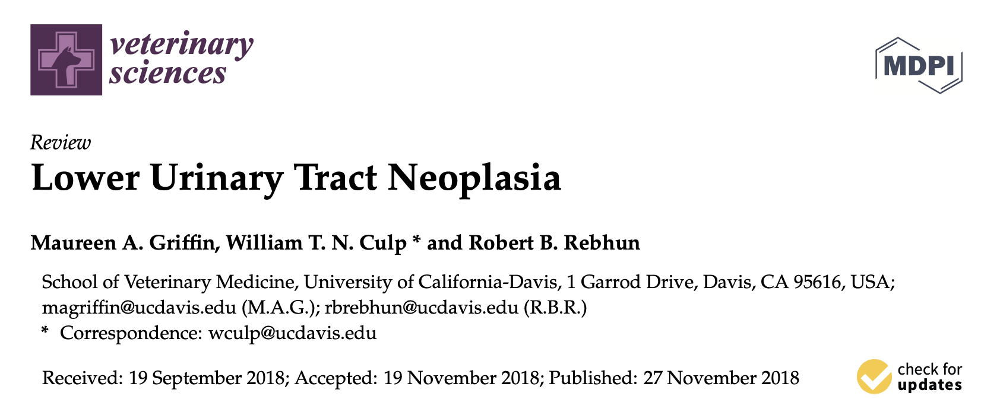 veterinary
sciences
MDPI
Review
Lower Urinary Tract Neoplasia
Maureen A. Griffin, William T. N. Culp * and Robert B. Rebhun
School of Veterinary Medicine, University of California-Davis, 1 Garrod Drive, Davis, CA 95616, USA;
magriffin@ucdavis.edu (M.A.G.); rbrebhun@ucdavis.edu (R.B.R.)
* Correspondence: wculp@ucdavis.edu
Received: 19 September 2018; Accepted: 19 November 2018; Published: 27 November 2018
check for
updates